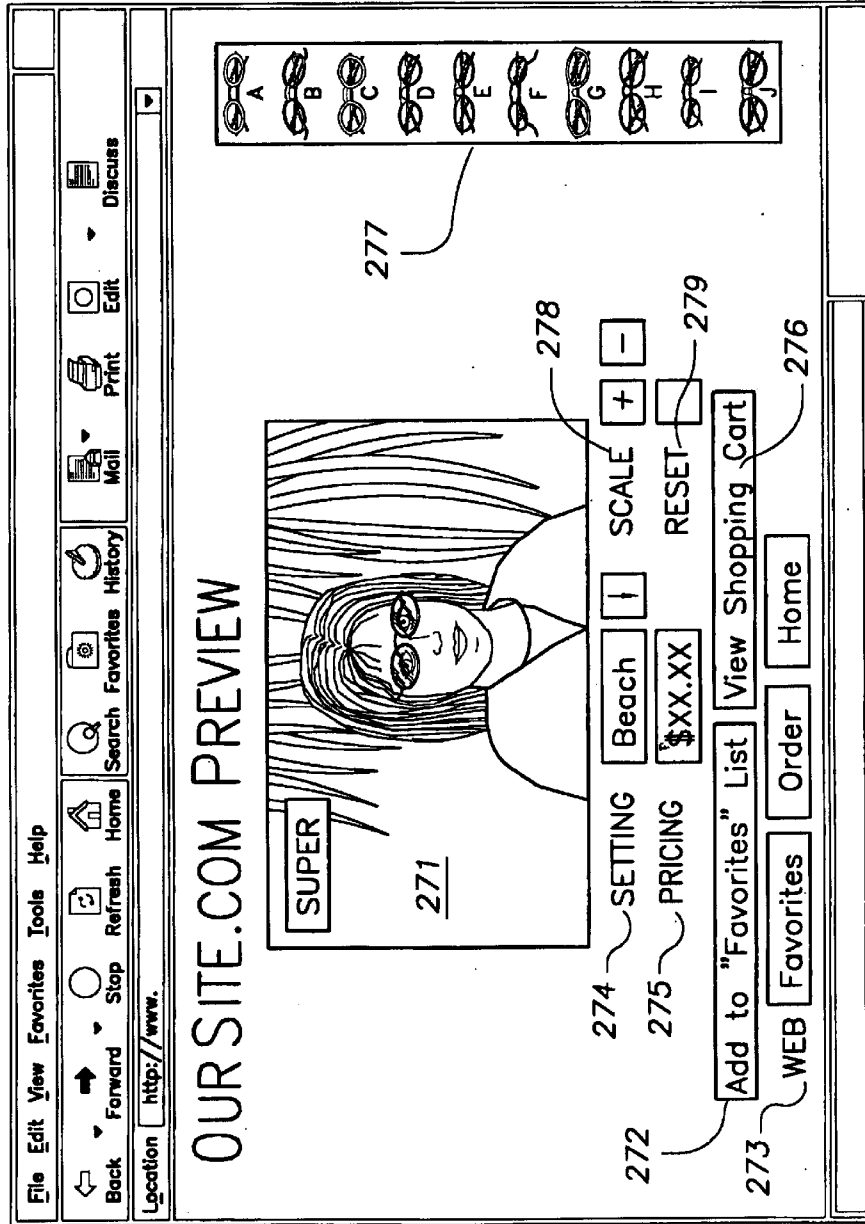 File Edit View Favorites Tools Help
Back Forward Stop Refresh Home Search Favorites History Mail Print Edit Discuss
Location http://www.
OURSITE.COM PREVIEW
SUPER
271
A
B
C
D
E
F
G
H
I
J
277
274 SETTING Beach SCALE + − 278
275 PRICING $XX.XX RESET 279
272 Add to "Favorites" List View Shopping Cart 276
273 WEB Favorites Order Home